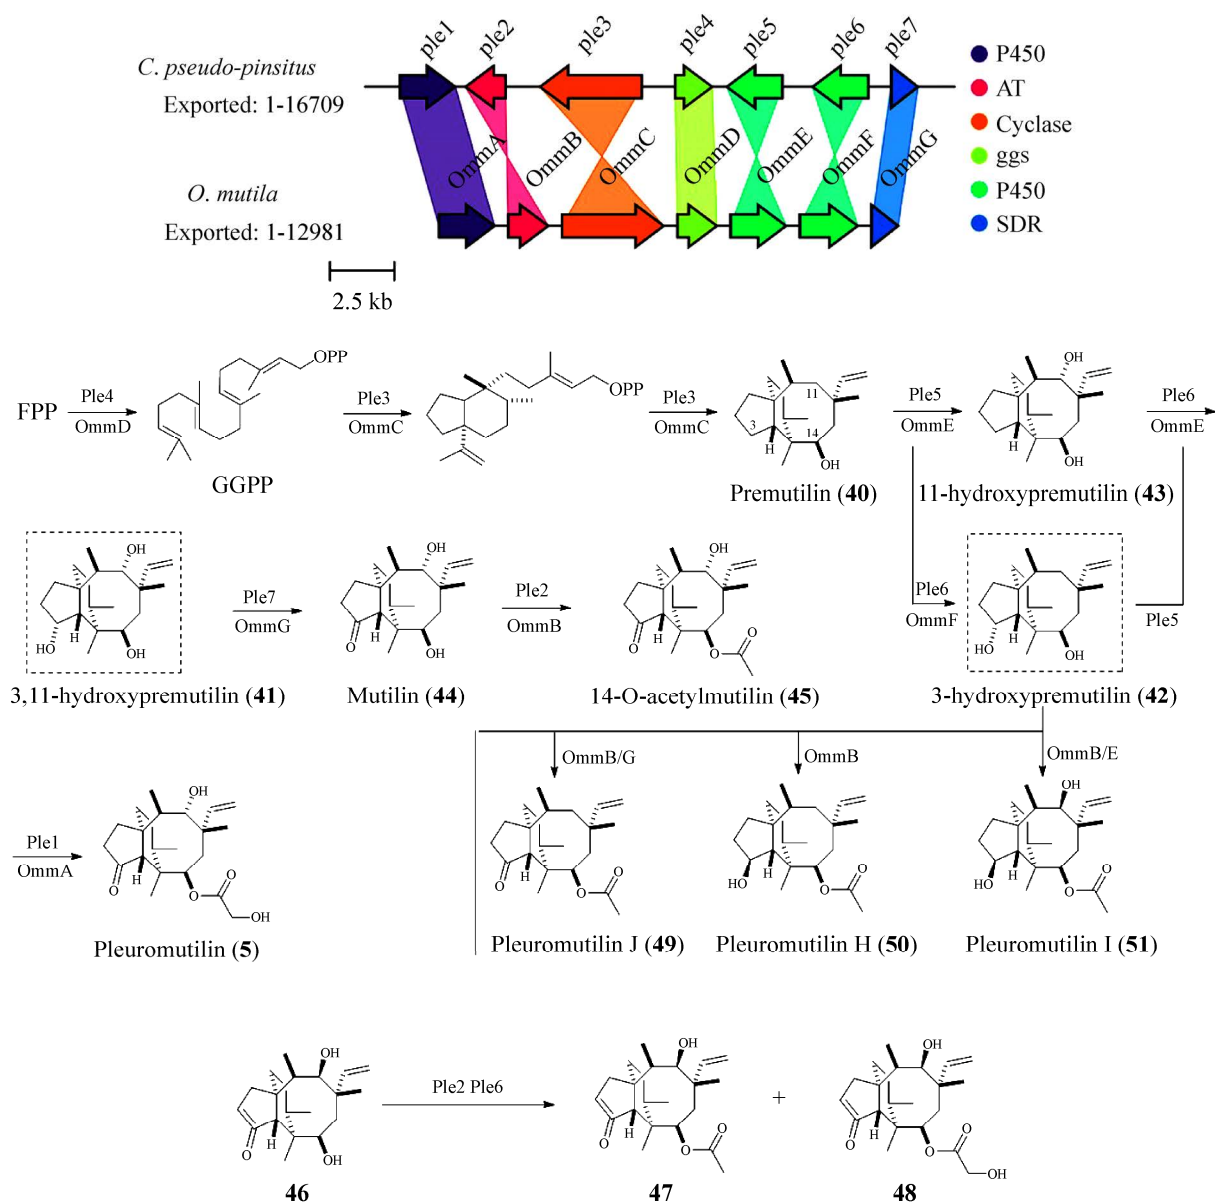 ple1 ple2 ple3 ple4 ple5 ple6 ple7
C. pseudo-pinsitus
Exported: 1-16709
OmmA OmmB OmmC OmmD OmmE OmmF OmmG
O. mutila
Exported: 1-12981
2.5 kb
P450
AT
Cyclase
ggs
P450
SDR
FPP
Ple4
OmmD
OPP
GGPP
Ple3
OmmC
OPP
Ple3
OmmC
11
3
14
H
OH
Premutilin (40)
Ple5
OmmE
OH
H
OH
11-hydroxypremutilin (43)
Ple6
OmmE
OH
H
HO
OH
3,11-hydroxypremutilin (41)
Ple7
OmmG
OH
H
O
OH
Mutilin (44)
Ple2
OmmB
OH
H
O
O
O
14-O-acetylmutilin (45)
Ple6
OmmF
H
HO
OH
3-hydroxypremutilin (42)
Ple5
Ple1
OmmA
OH
H
O
O
O
OH
Pleuromutilin (5)
OmmB/G
H
O
O
O
Pleuromutilin J (49)
OmmB
H
HO
O
O
Pleuromutilin H (50)
OmmB/E
OH
H
HO
O
O
Pleuromutilin I (51)
OH
H
O
OH
46
Ple2 Ple6
OH
H
O
O
O
47
+
OH
H
O
O
O
OH
48